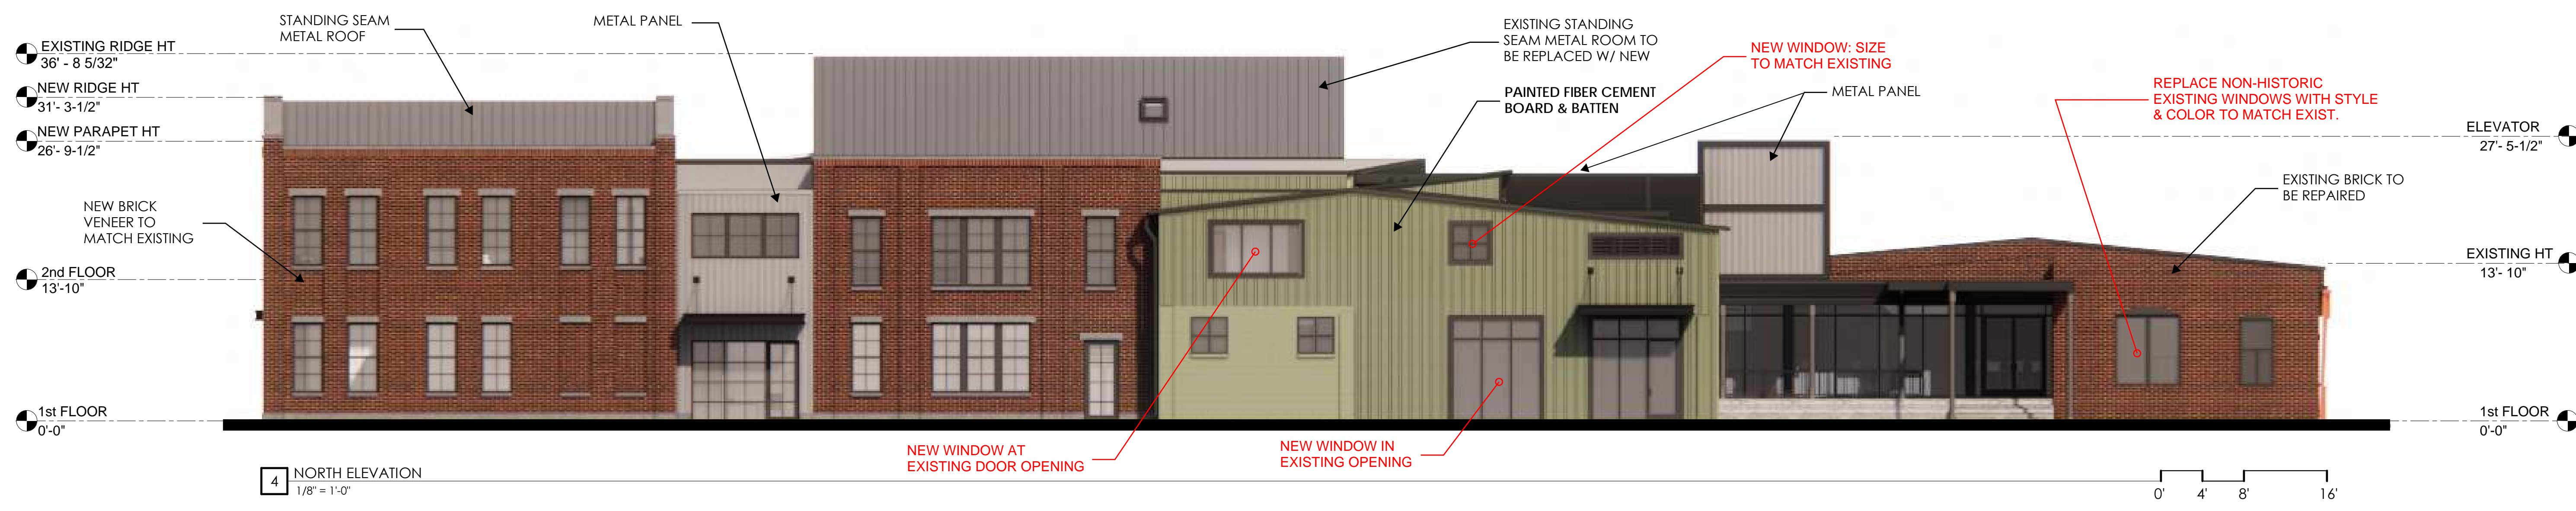 STANDING SEAM
METAL ROOF
METAL PANEL
EXISTING STANDING
SEAM METAL ROOM TO
BE REPLACED W/ NEW
NEW WINDOW: SIZE
TO MATCH EXISTING
PAINTED FIBER CEMENT
BOARD & BATTEN
METAL PANEL
REPLACE NON-HISTORIC
EXISTING WINDOWS WITH STYLE
& COLOR TO MATCH EXIST.
EXISTING RIDGE HT
36' - 8 5/32"
NEW RIDGE HT
31'- 3-1/2"
NEW PARAPET HT
26'- 9-1/2"
ELEVATOR
27'- 5-1/2"
NEW BRICK
VENEER TO
MATCH EXISTING
EXISTING BRICK TO
BE REPAIRED
2nd FLOOR
13'-10"
EXISTING HT
13'- 10"
1st FLOOR
0'-0"
1st FLOOR
0'-0"
NEW WINDOW AT
EXISTING DOOR OPENING
NEW WINDOW IN
EXISTING OPENING
4
NORTH ELEVATION
1/8" = 1'-0"
0' 4' 8' 16'